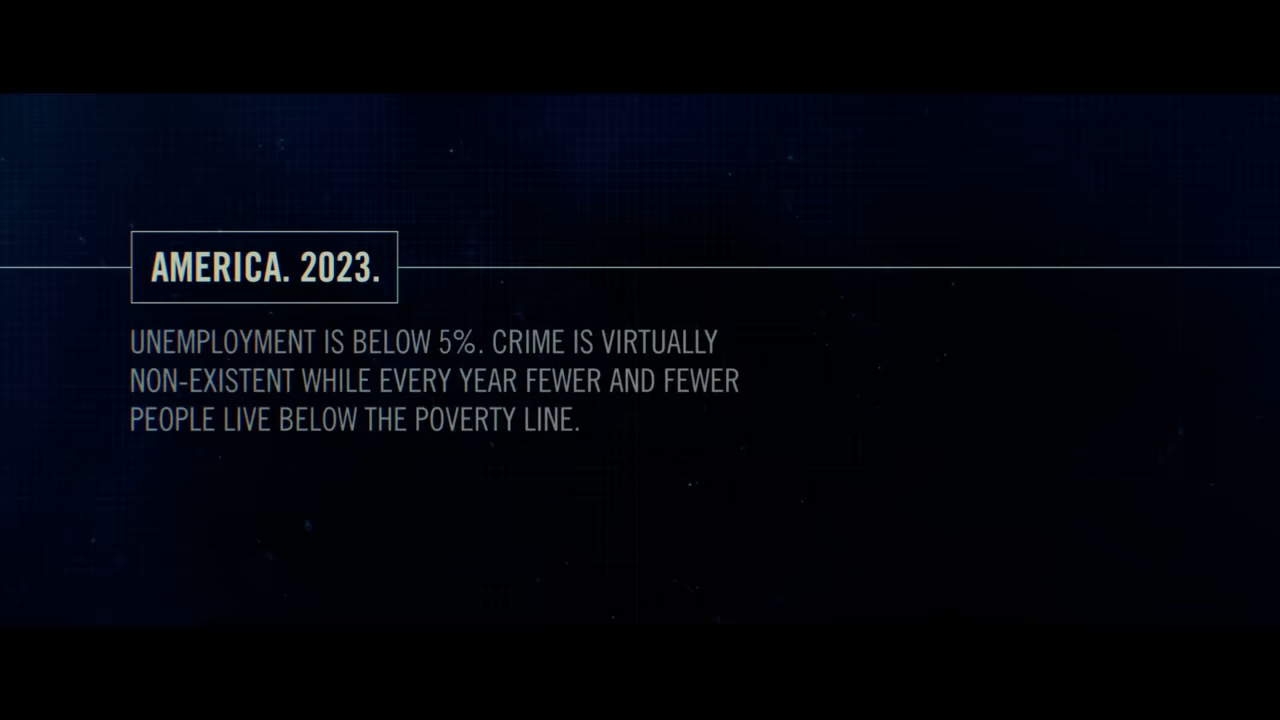 AMERICA. 2023.
UNEMPLOYMENT IS BELOW 5%. CRIME IS VIRTUALLY
NON-EXISTENT WHILE EVERY YEAR FEWER AND FEWER
PEOPLE LIVE BELOW THE POVERTY LINE.